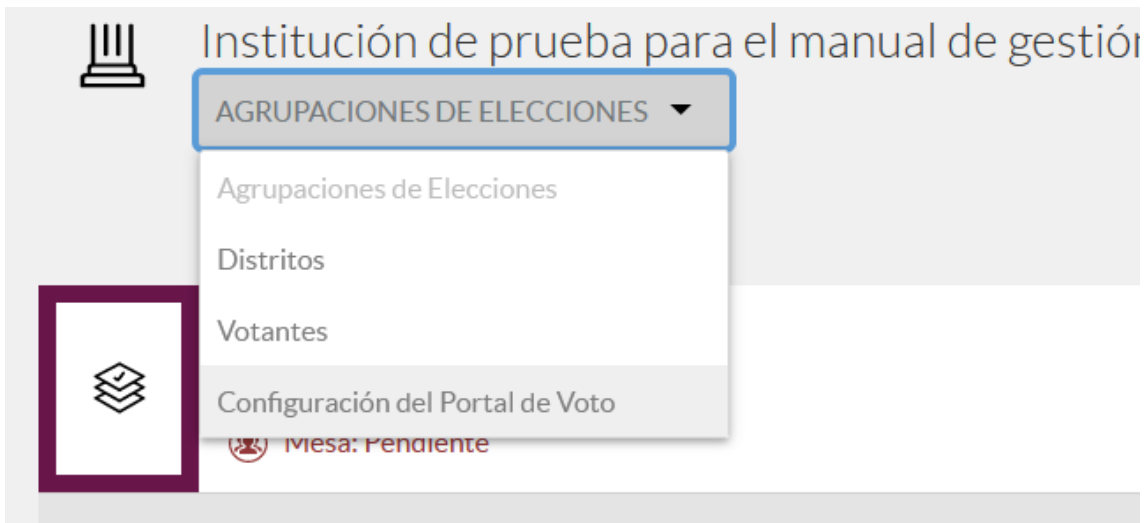 Institución de prueba para el manual de gestión
AGRUPACIONES DE ELECCIONES
Agrupaciones de Elecciones
Distritos
Votantes
Configuración del Portal de Voto
Mesa: Pendiente